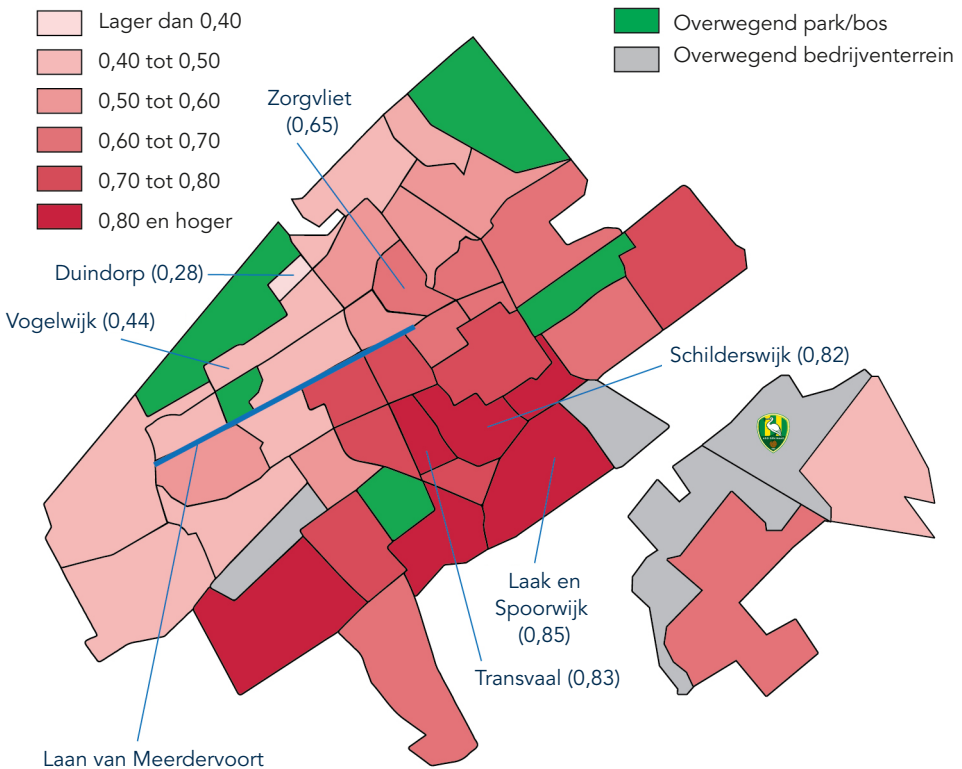 Lager dan 0,40
0,40 tot 0,50
0,50 tot 0,60
0,60 tot 0,70
0,70 tot 0,80
0,80 en hoger
Overwegend park/bos
Overwegend bedrijventerrein
Zorgvliet
(0,65)
Duindorp (0,28)
Vogelwijk (0,44)
Schilderswijk (0,82)
Laak en
Spoorwijk
(0,85)
Transvaal (0,83)
Laan van Meerdervoort